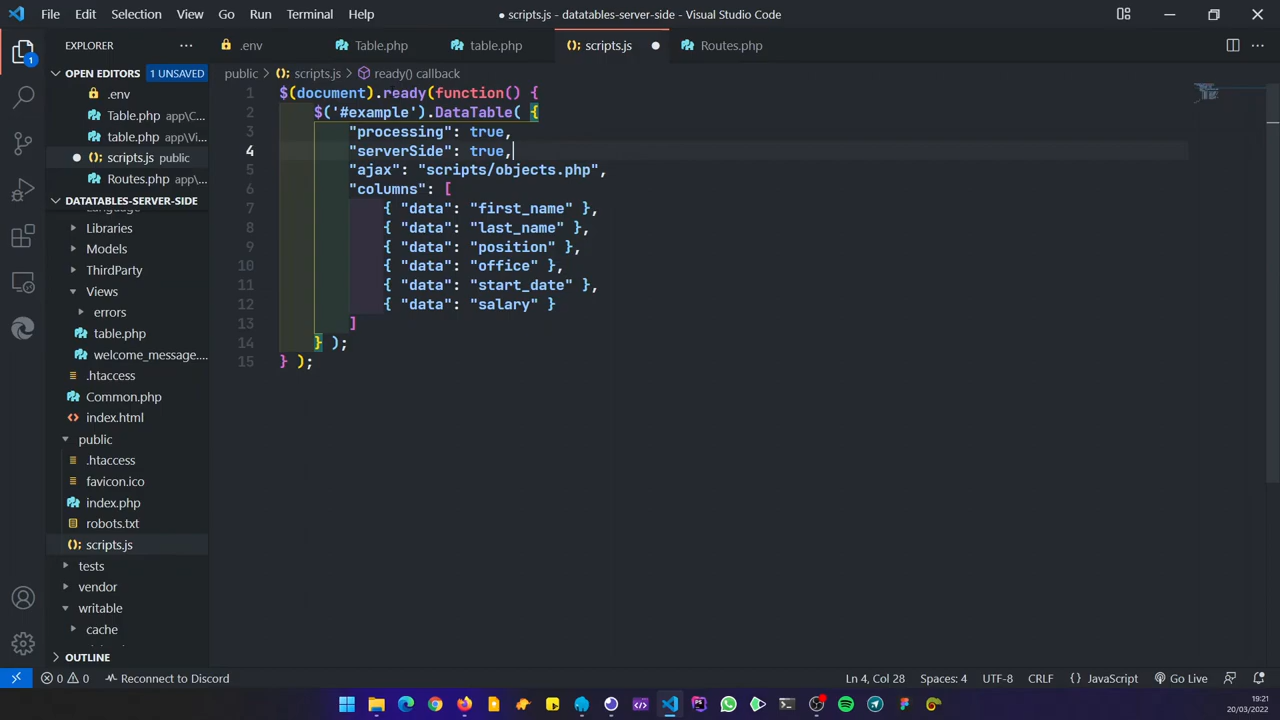 File Edit Selection View Go Run Terminal Help
● scripts.js - datatables-server-side - Visual Studio Code
EXPLORER
.env Table.php table.php scripts.js Routes.php
public > scripts.js > ready() callback
1
OPEN EDITORS 1 UNSAVED
.env
Table.php app\C...
table.php app\Vi...
scripts.js public
Routes.php app\...
DATATABLES-SERVER-SIDE
Language
Libraries
Models
ThirdParty
Views
errors
table.php
welcome_message....
.htaccess
Common.php
index.html
public
.htaccess
favicon.ico
index.php
robots.txt
scripts.js
tests
vendor
writable
cache
OUTLINE
1 $(document).ready(function() {
2 $('#example').DataTable( {
3 "processing": true,
4 "serverSide": true,
5 "ajax": "scripts/objects.php",
6 "columns": [
7 { "data": "first_name" },
8 { "data": "last_name" },
9 { "data": "position" },
10 { "data": "office" },
11 { "data": "start_date" },
12 { "data": "salary" }
13 ]
14 } );
15 } );
0 0 Reconnect to Discord Ln 4, Col 28 Spaces: 4 UTF-8 CRLF JavaScript Go Live
19:21
20/03/2022